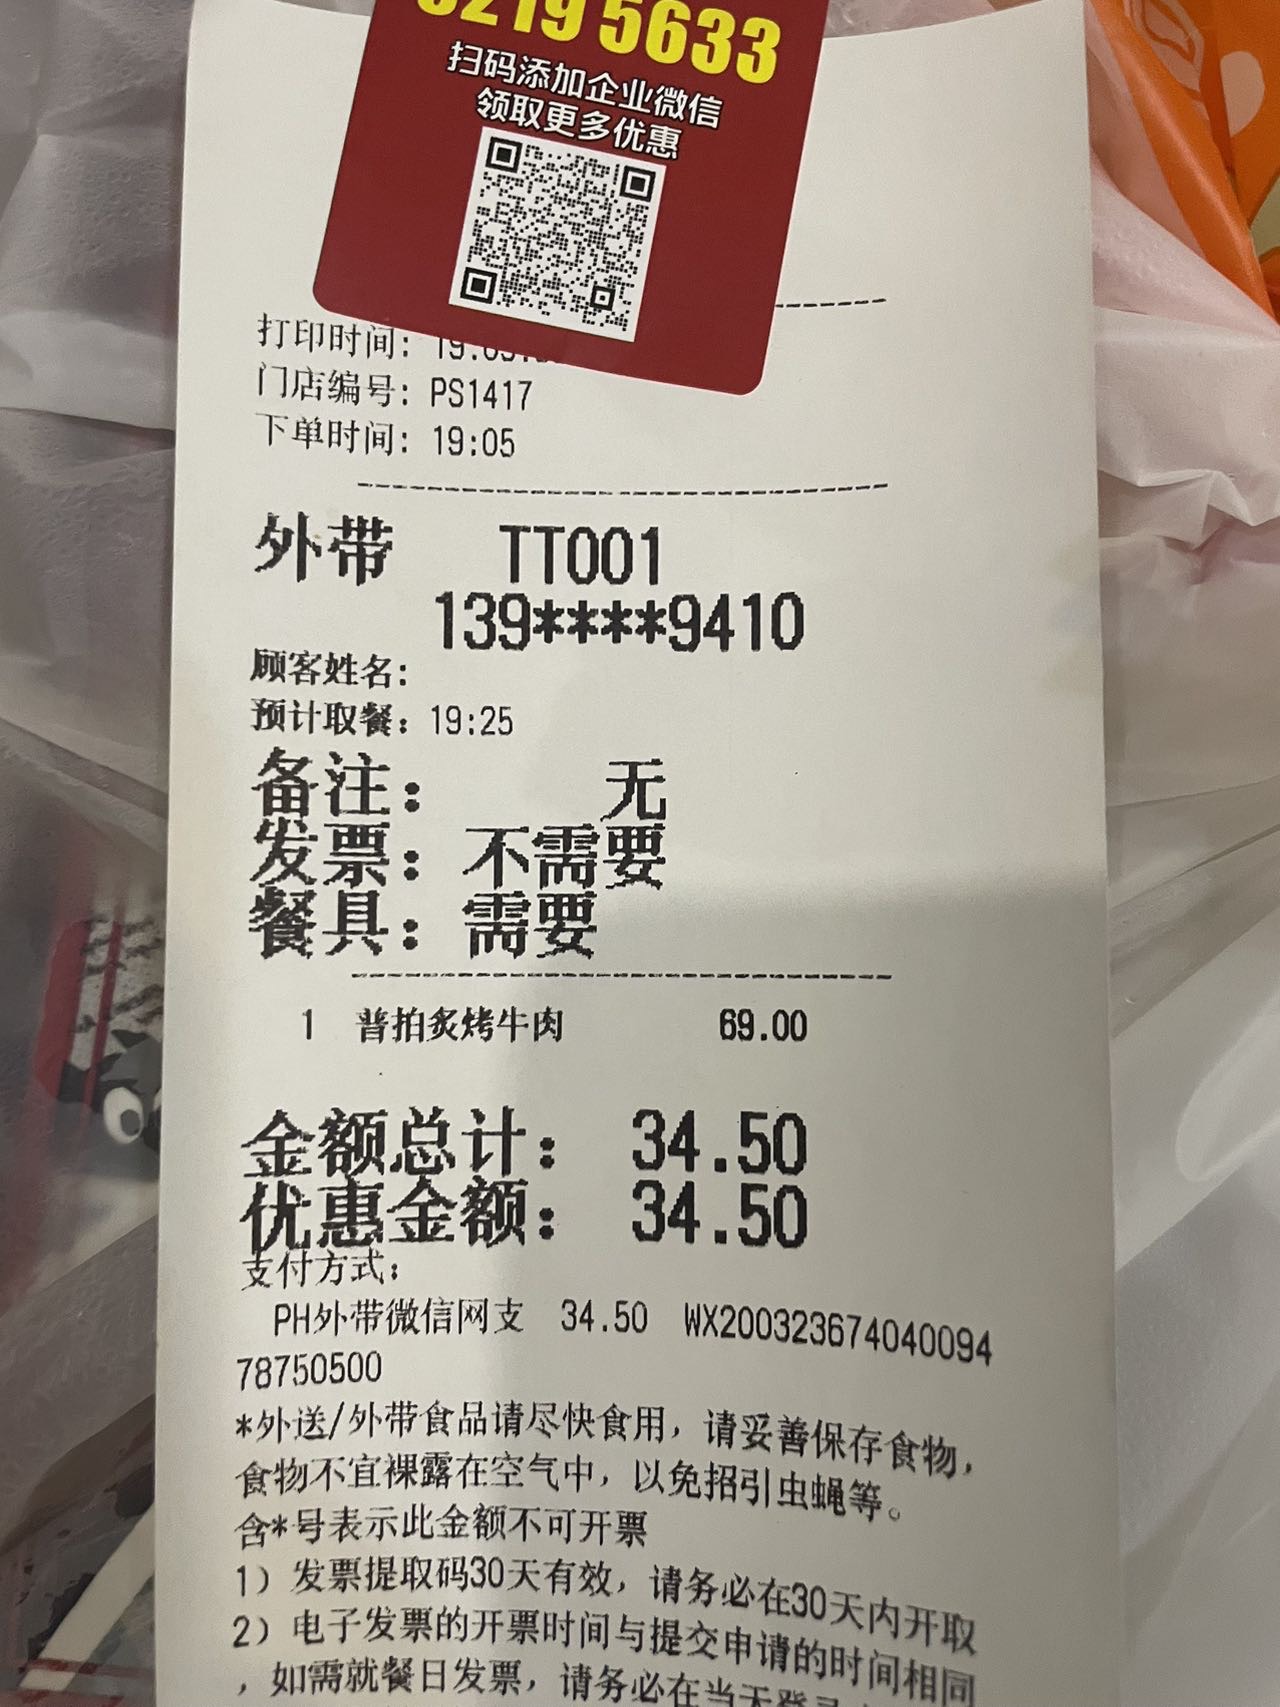 5633
扫码添加企业微信
领取更多优惠
打印时间:
门店编号: PS1417
下单时间: 19:05
外带 TT001
139****9410
顾客姓名:
预计取餐: 19:25
备注: 无
发票: 不需要
餐具: 需要
1 普拍炙烤牛肉 69.00
金额总计: 34.50
优惠金额: 34.50
支付方式:
PH外带微信网支 34.50 WX200323674040094
78750500
*外送/外带食品请尽快食用，请妥善保存食物，
食物不宜裸露在空气中，以免招引虫蝇等。
含*号表示此金额不可开票
1）发票提取码30天有效，请务必在30天内开取
2）电子发票的开票时间与提交申请的时间相同
，如需就餐日发票，请务必在当天登录